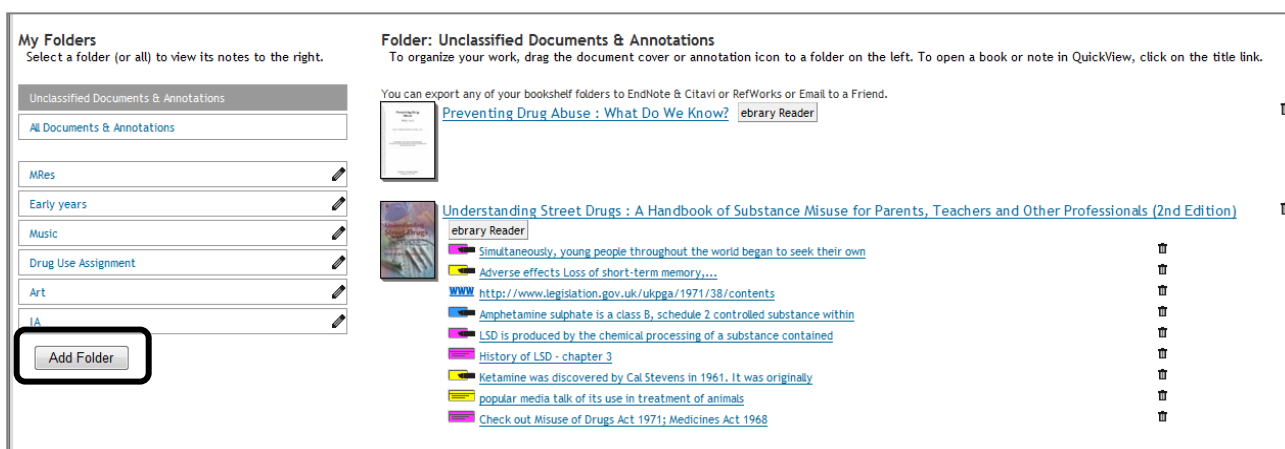 My Folders
Select a folder (or all) to view its notes to the right.
Unclassified Documents & Annotations
All Documents & Annotations
MRes
Early years
Music
Drug Use Assignment
Art
IA
Add Folder
Folder: Unclassified Documents & Annotations
To organize your work, drag the document cover or annotation icon to a folder on the left. To open a book or note in QuickView, click on the title link.
You can export any of your bookshelf folders to EndNote & Citavi or RefWorks or Email to a Friend.
Preventing Drug Abuse : What Do We Know? ebrary Reader
Understanding Street Drugs : A Handbook of Substance Misuse for Parents, Teachers and Other Professionals (2nd Edition)
ebrary Reader
Simultaneously, young people throughout the world began to seek their own
Adverse effects Loss of short-term memory,...
WWW http://www.legislation.gov.uk/ukpga/1971/38/contents
Amphetamine sulphate is a class B, schedule 2 controlled substance within
LSD is produced by the chemical processing of a substance contained
History of LSD - chapter 3
Ketamine was discovered by Cal Stevens in 1961. It was originally
popular media talk of its use in treatment of animals
Check out Misuse of Drugs Act 1971; Medicines Act 1968